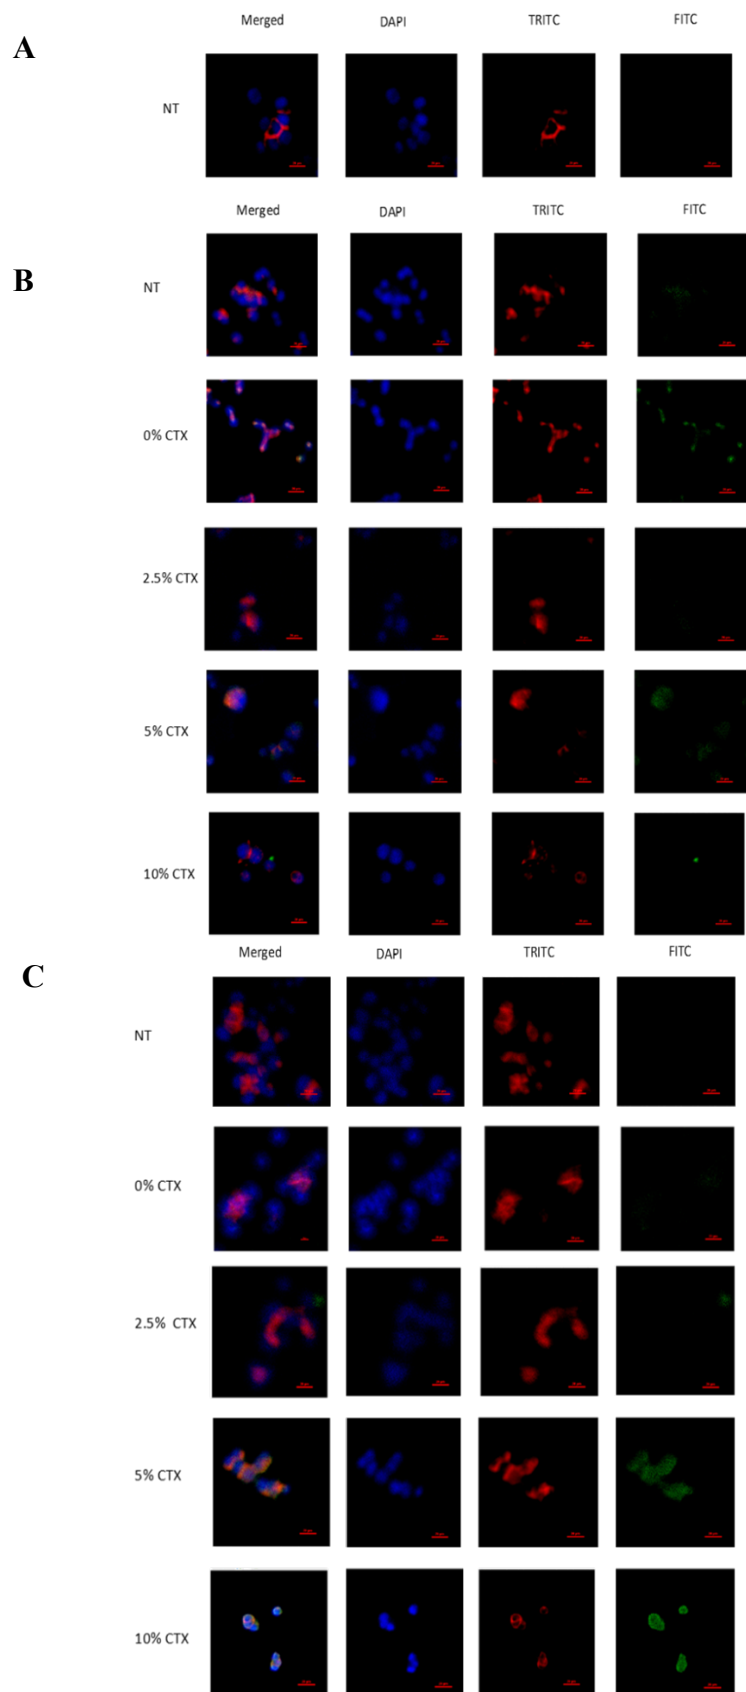 Merged DAPI TRITC FITC
A
NT
Merged DAPI TRITC FITC
B
NT
0% CTX
2.5% CTX
5% CTX
10% CTX
Merged DAPI TRITC FITC
C
NT
0% CTX
2.5% CTX
5% CTX
10% CTX